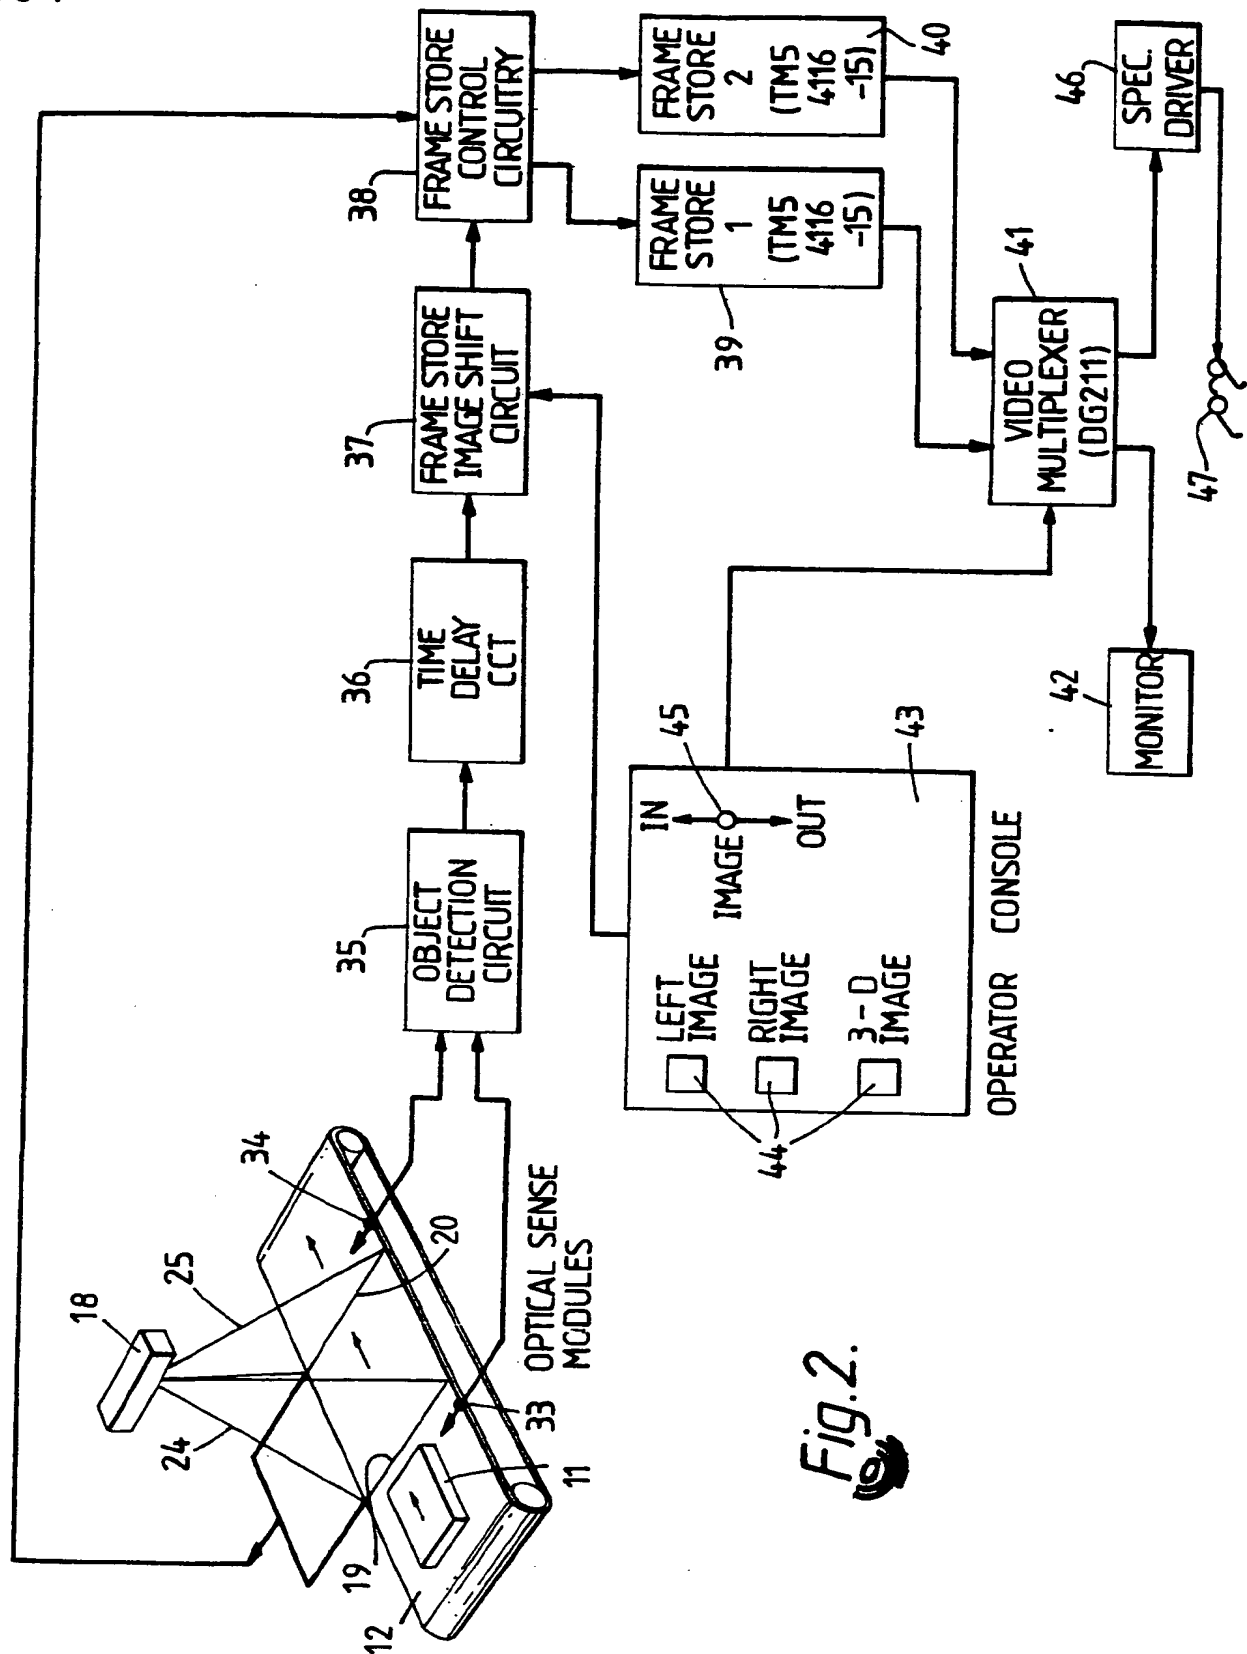 18
24
25
34
20
19
12
11
33
OPTICAL SENSE
MODULES
35
OBJECT
DETECTION
CIRCUIT
36
TIME
DELAY
CCT
37
FRAME STORE
IMAGE SHIFT
CIRCUIT
38
FRAME STORE
CONTROL
CIRCUITRY
FRAME
STORE
1
(TM5
4116
-15)
39
FRAME
STORE
2
(TM5
4116
-15)
40
LEFT
IMAGE
RIGHT
IMAGE
3-D
IMAGE
44
IN
IMAGE
OUT
45
43
OPERATOR CONSOLE
41
VIDEO
MULTIPLEXER
(DG211)
42
MONITOR
46
SPEC.
DRIVER
47
Fig.2.